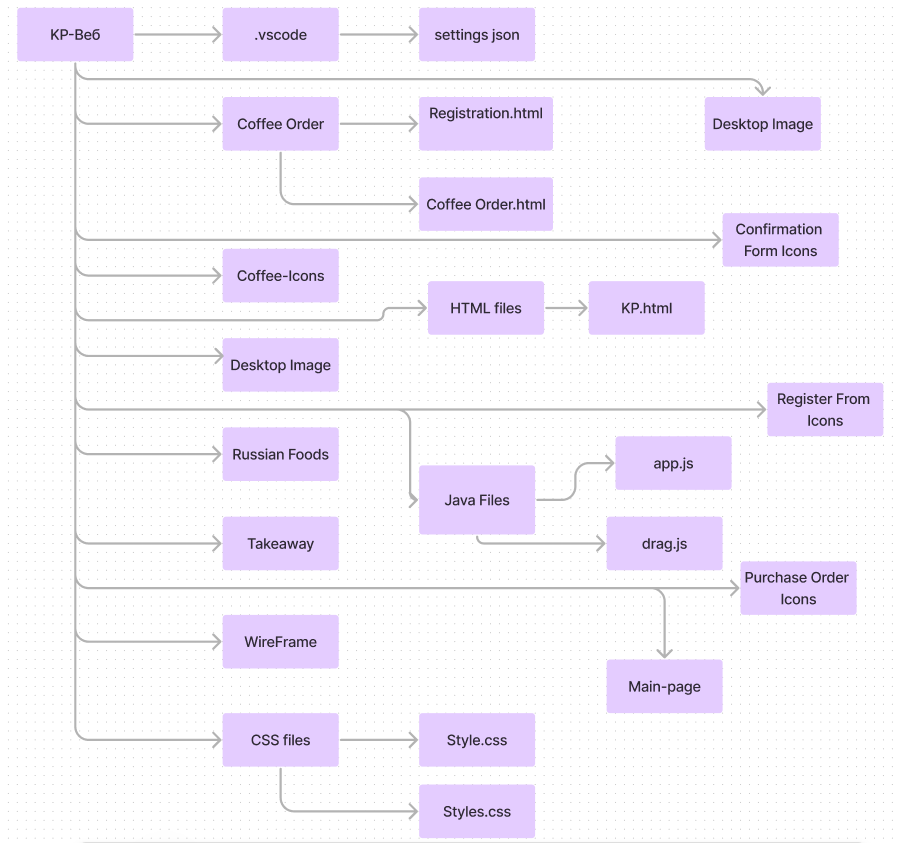 KP-Веб
.vscode
settings json
Desktop Image
Coffee Order
Registration.html
Coffee Order.html
Confirmation
Form Icons
Coffee-Icons
HTML files
KP.html
Desktop Image
Register From
Icons
Russian Foods
app.js
Java Files
Takeaway
drag.js
Purchase Order
Icons
WireFrame
Main-page
CSS files
Style.css
Styles.css